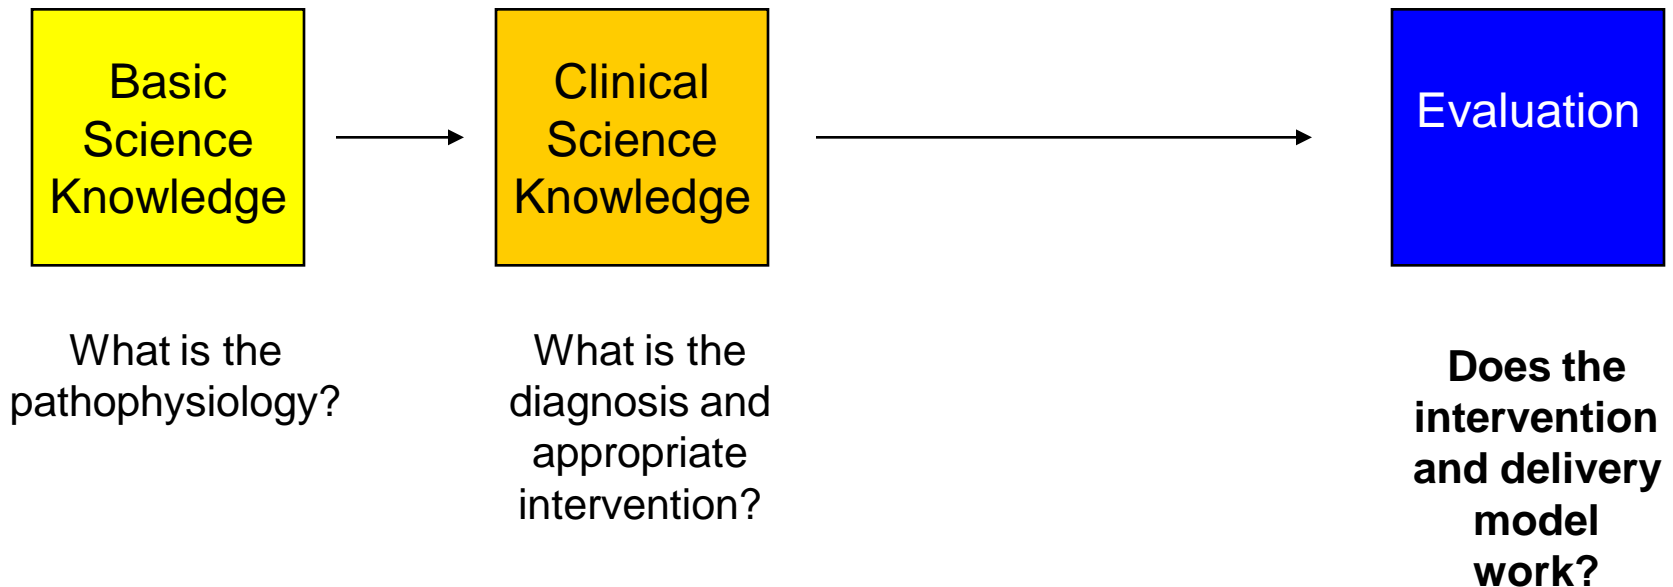 Basic
Science
Knowledge
Clinical
Science
Knowledge
Evaluation
What is the
pathophysiology?
What is the
diagnosis and
appropriate
intervention?
Does the
intervention
and delivery
model
work?